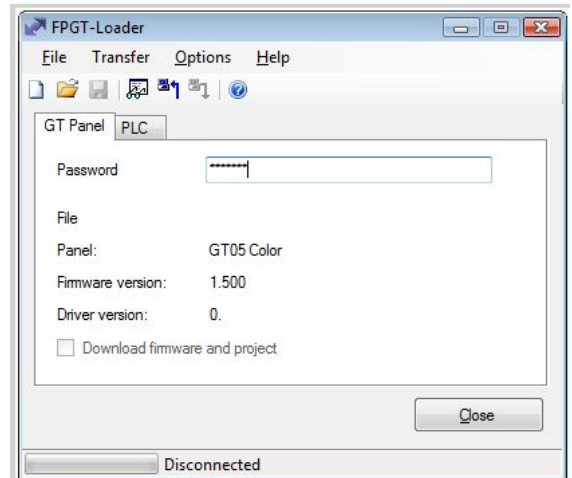 FPGT-Loader
File Transfer Options Help
GT Panel PLC
Password *******
File
Panel: GT05 Color
Firmware version: 1.500
Driver version: 0.
Download firmware and project
Close
Disconnected